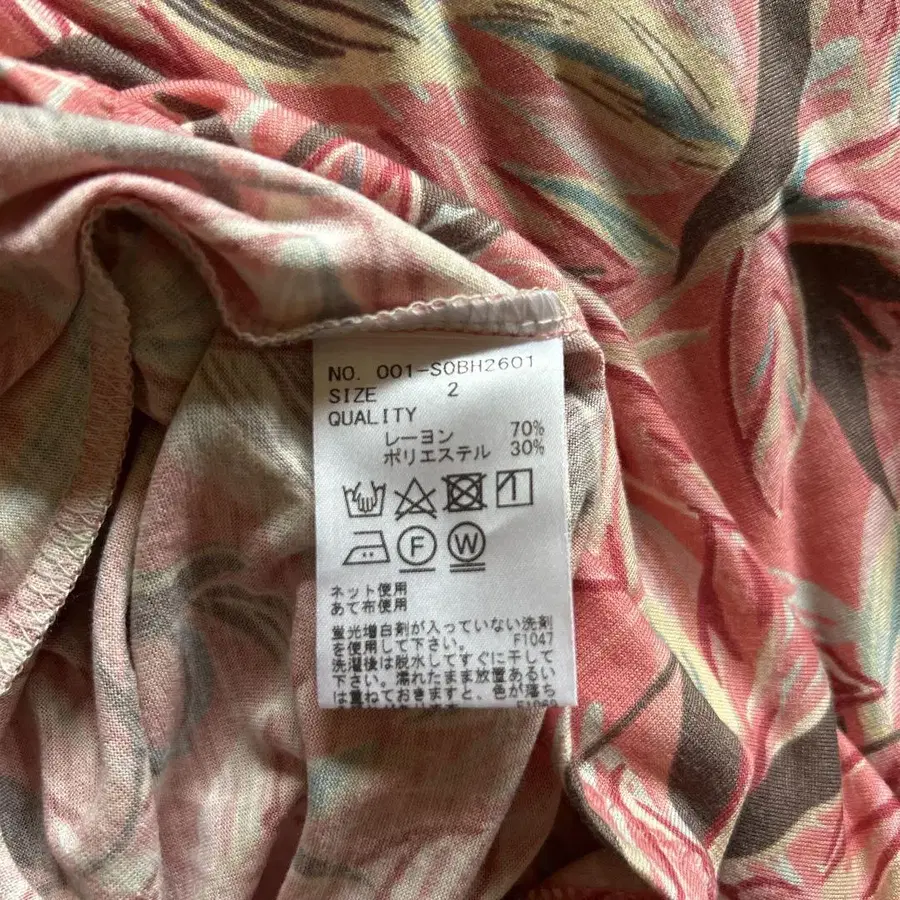 NO. 001-S0BH2601
SIZE 2
QUALITY
レーヨン 70%
ポリエステル 30%
F W
ネット使用
あて布使用
蛍光増白剤が入っていない洗剤
を使用して下さい。 F1047
洗濯後は脱水してすぐに干して
下さい。濡れたまま放置あるい
は重ねておきますと、色が落ち